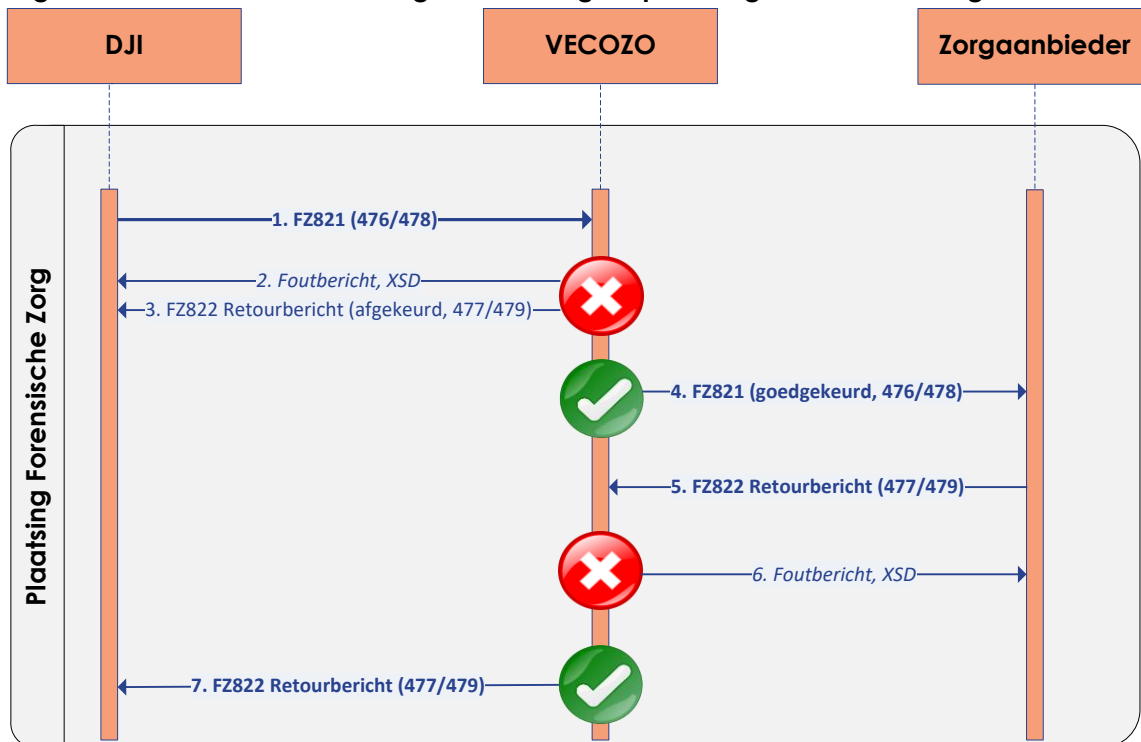 DJI
VECOZO
Zorgaanbieder
Plaatsing Forensische Zorg
1. FZ821 (476/478)
2. Foutbericht, XSD
3. FZ822 Retourbericht (afgekeurd, 477/479)
4. FZ821 (goedgekeurd, 476/478)
5. FZ822 Retourbericht (477/479)
6. Foutbericht, XSD
7. FZ822 Retourbericht (477/479)